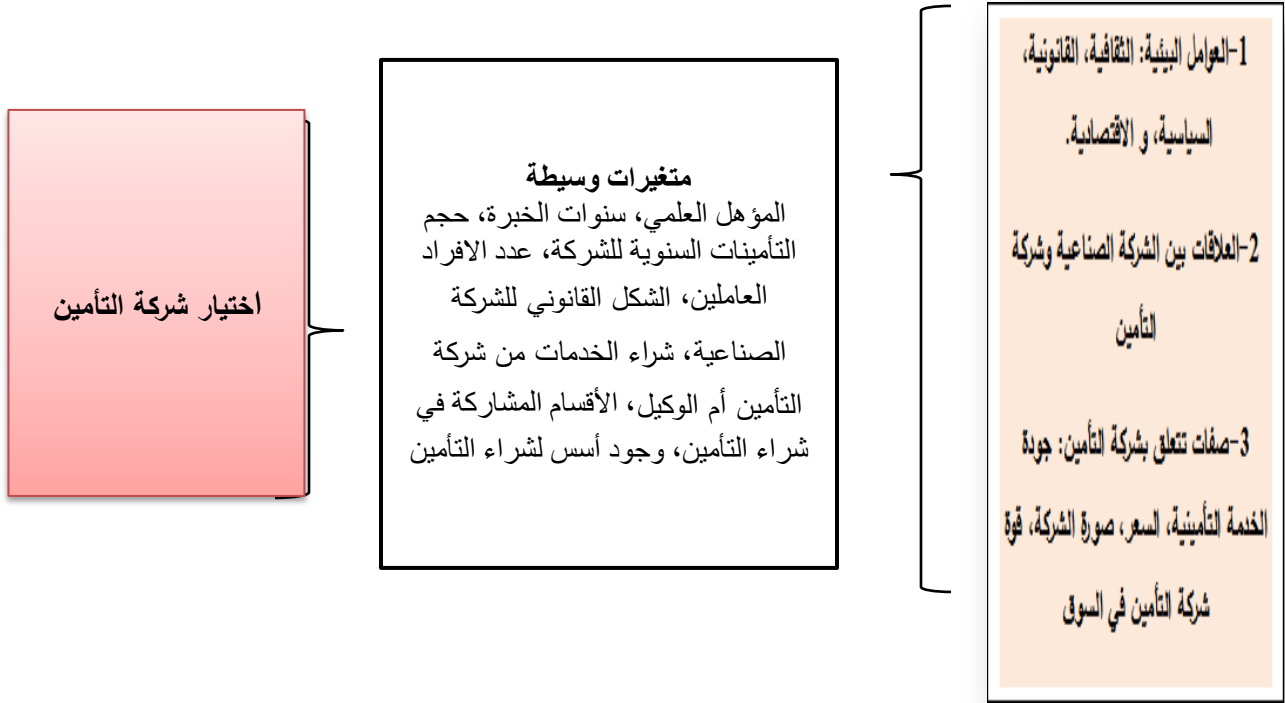 1-العوامل البيئية: الثقافية، القانونية،
السياسية، و الاقتصادية.
2-العلاقات بين الشركة الصناعية وشركة
التأمين
3-صفات تتعلق بشركة التأمين: جودة
الخدمة التأمينية، السعر، صورة الشركة، قوة
شركة التأمين في السوق
متغيرات وسيطة
المؤهل العلمي، سنوات الخبرة، حجم
التأمينات السنوية للشركة، عدد الافراد
العاملين، الشكل القانوني للشركة
الصناعية، شراء الخدمات من شركة
التأمين أم الوكيل، الأقسام المشاركة في
شراء التأمين، وجود أسس لشراء التأمين
اختيار شركة التأمين